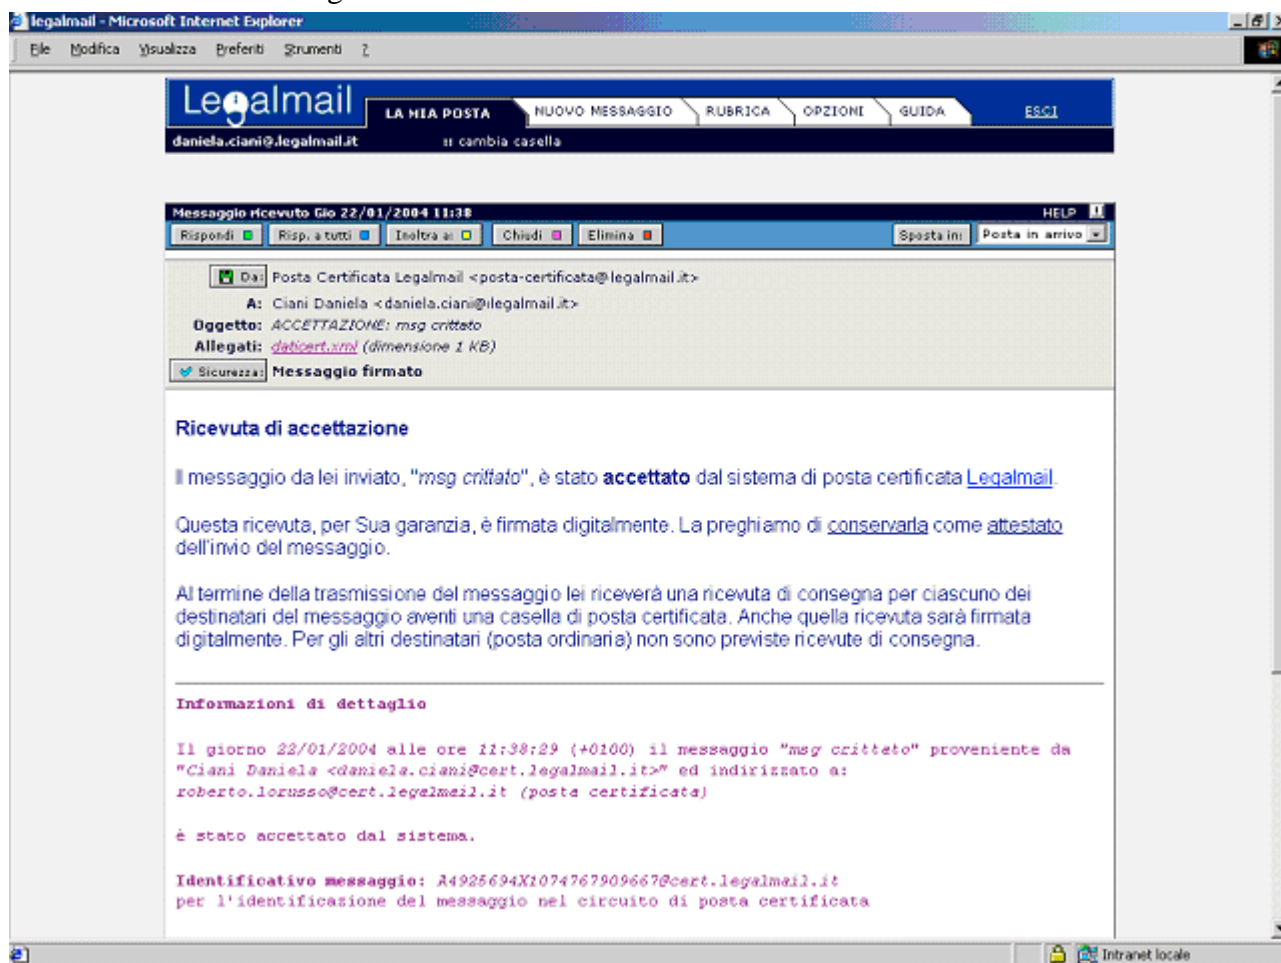 legalmail - Microsoft Internet Explorer
File Modifica Visualizza Preferiti Strumenti ?
Legalmail LA MIA POSTA NUOVO MESSAGGIO RUBRICA OPZIONI GUIDA ESCI
daniela.ciani@.legalmail.it :: cambia casella
Messaggio ricevuto Gio 22/01/2004 11:38 HELP
Rispondi Risp. a tutti Inoltra a: Chiudi Elimina Sposta in: Posta in arrivo
Da: Posta Certificata Legalmail <posta-certificata@legalmail.it>
A: Ciani Daniela <daniela.ciani@legalmail.it>
Oggetto: ACCETTAZIONE: msg crittato
Allegati: daticert.xml (dimensione 1 KB)
Sicurezza: Messaggio firmato
Ricevuta di accettazione
Il messaggio da lei inviato, "msg crittato", è stato accettato dal sistema di posta certificata Legalmail.
Questa ricevuta, per Sua garanzia, è firmata digitalmente. La preghiamo di conservarla come attestato
dell'invio del messaggio.
Al termine della trasmissione del messaggio lei riceverà una ricevuta di consegna per ciascuno dei
destinatari del messaggio aventi una casella di posta certificata. Anche quella ricevuta sarà firmata
digitalmente. Per gli altri destinatari (posta ordinaria) non sono previste ricevute di consegna.
Informazioni di dettaglio
Il giorno 22/01/2004 alle ore 11:38:29 (+0100) il messaggio "msg crittato" proveniente da
"Ciani Daniela <daniela.ciani@cert.legalmail.it>" ed indirizzato a:
roberto.lorusso@cert.legalmail.it (posta certificata)
è stato accettato dal sistema.
Identificativo messaggio: A4925694X1074767909667@cert.legalmail.it
per l'identificazione del messaggio nel circuito di posta certificata
Intranet locale